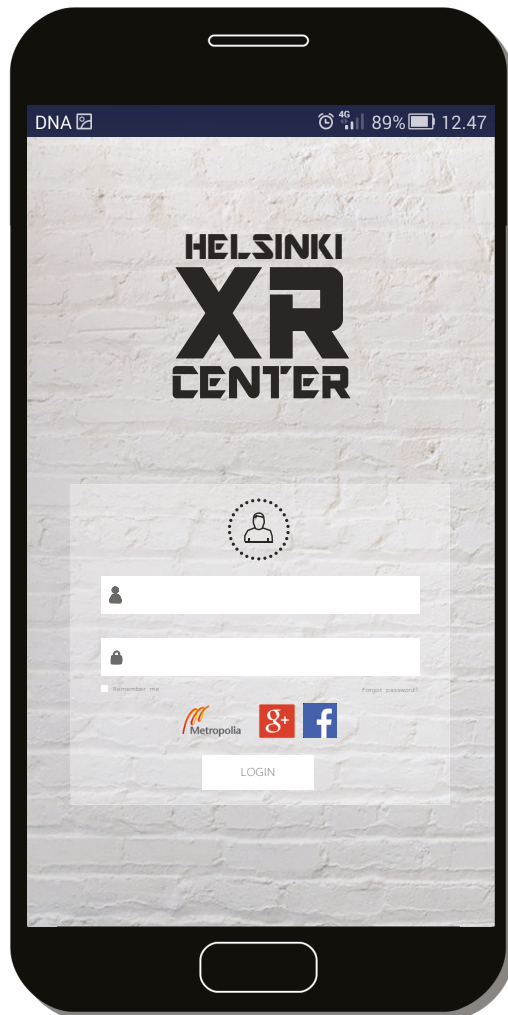 DNA 4G 89% 12.47
HELSINKI
XR
CENTER
Remember me Forgot password?
Metropolia g+ f
LOGIN